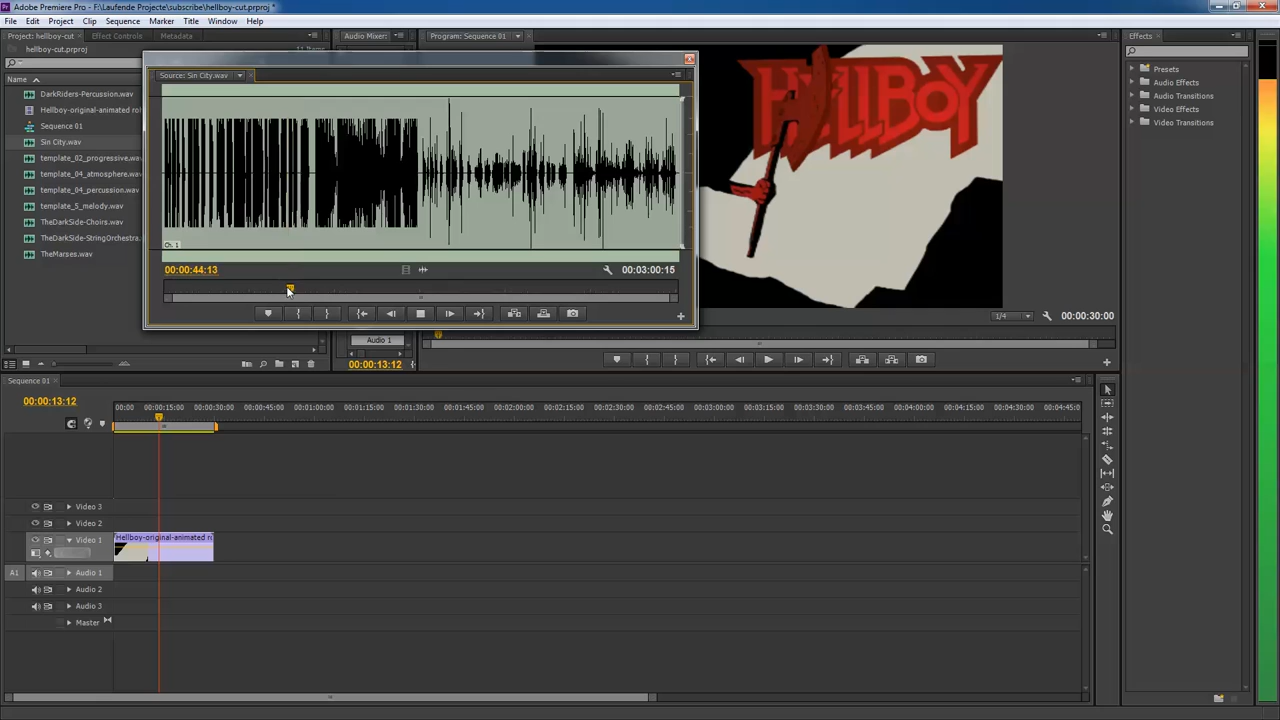 Adobe Premiere Pro - F:\Laufende Projecte\subscribe\hellboy-cut.prproj *
File Edit Project Clip Sequence Marker Title Window Help
Project: hellboy-cut Effect Controls Metadata
hellboy-cut.prproj
11 Items
Name
DarkRiders-Percussion.wav
Hellboy-original-animated rol
Sequence 01
Sin City.wav
template_02_progressive.wav
template_04_atmosphere.wav
template_04_percussion.wav
template_5_melody.wav
TheDarkSide-Choirs.wav
TheDarkSide-StringOrchestra.
TheMarses.wav
Source: Sin City.wav
Ch. 1
00:00:44:13
00:03:00:15
Audio Mixer:
Audio 1
00:00:13:12
Program: Sequence 01
HELLBOY
1/4
00:00:30:00
Effects
Presets
Audio Effects
Audio Transitions
Video Effects
Video Transitions
Sequence 01
00:00:13:12
00:00 00:00:15:00 00:00:30:00 00:00:45:00 00:01:00:00 00:01:15:00 00:01:30:00 00:01:45:00 00:02:00:00 00:02:15:00 00:02:30:00 00:02:45:00 00:03:00:00 00:03:15:00 00:03:30:00 00:03:45:00 00:04:00:00 00:04:15:00 00:04:30:00 00:04:45:0
Video 3
Video 2
Video 1
Hellboy-original-animated ro
A1 Audio 1
Audio 2
Audio 3
Master